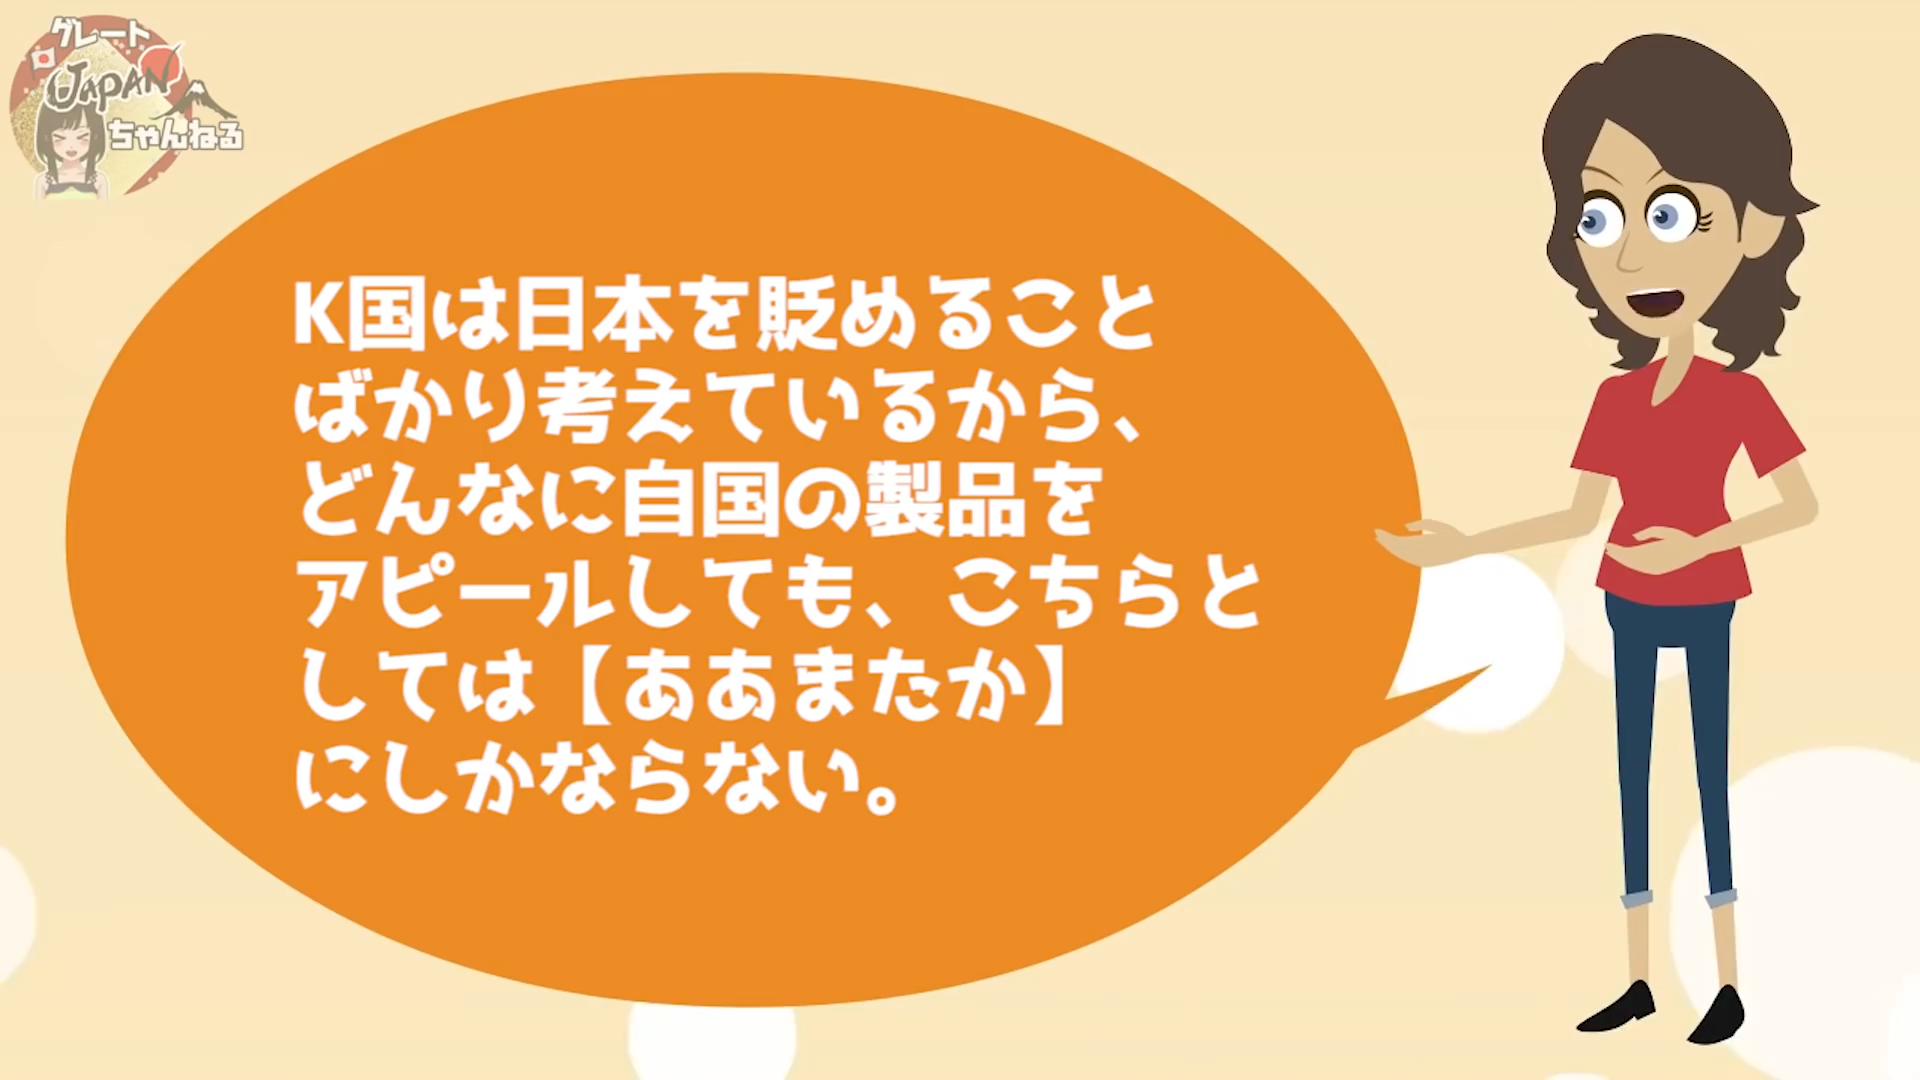 グレート
JAPAN
ちゃんねる
K国は日本を貶めること
ばかり考えているから、
どんなに自国の製品を
アピールしても、こちらと
しては【ああまたか】
にしかならない。